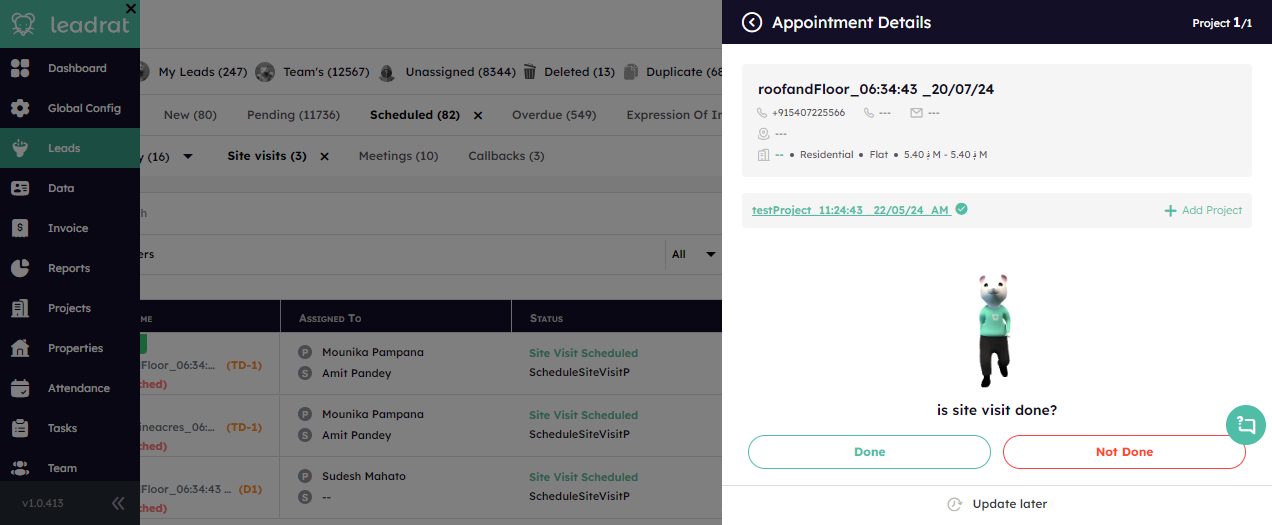 leadrat
Dashboard
Global Config
Leads
Data
Invoice
Reports
Projects
Properties
Attendance
Tasks
Team
v1.0.413
My Leads (247) Team's (12567) Unassigned (8344) Deleted (13) Duplicate (68
New (80) Pending (11736) Scheduled (82) Overdue (549) Expression Of In
y (16) Site visits (3) Meetings (10) Callbacks (3)
h
ers
All
ME ASSIGNED TO STATUS
Floor_06:34:... (TD-1)
ched)
P Mounika Pampana
S Amit Pandey
Site Visit Scheduled
ScheduleSiteVisitP
ineacres_06:... (TD-1)
ched)
P Mounika Pampana
S Amit Pandey
Site Visit Scheduled
ScheduleSiteVisitP
Floor_06:34:43 ... (D1)
ched)
P Sudesh Mahato
S --
Site Visit Scheduled
ScheduleSiteVisitP
Appointment Details
Project 1/1
roofandFloor_06:34:43 _20/07/24
+915407225566 --- ---
---
-- • Residential • Flat • 5.40 د.إ M - 5.40 د.إ M
testProject_11:24:43 _22/05/24_AM
+ Add Project
is site visit done?
Done
Not Done
Update later